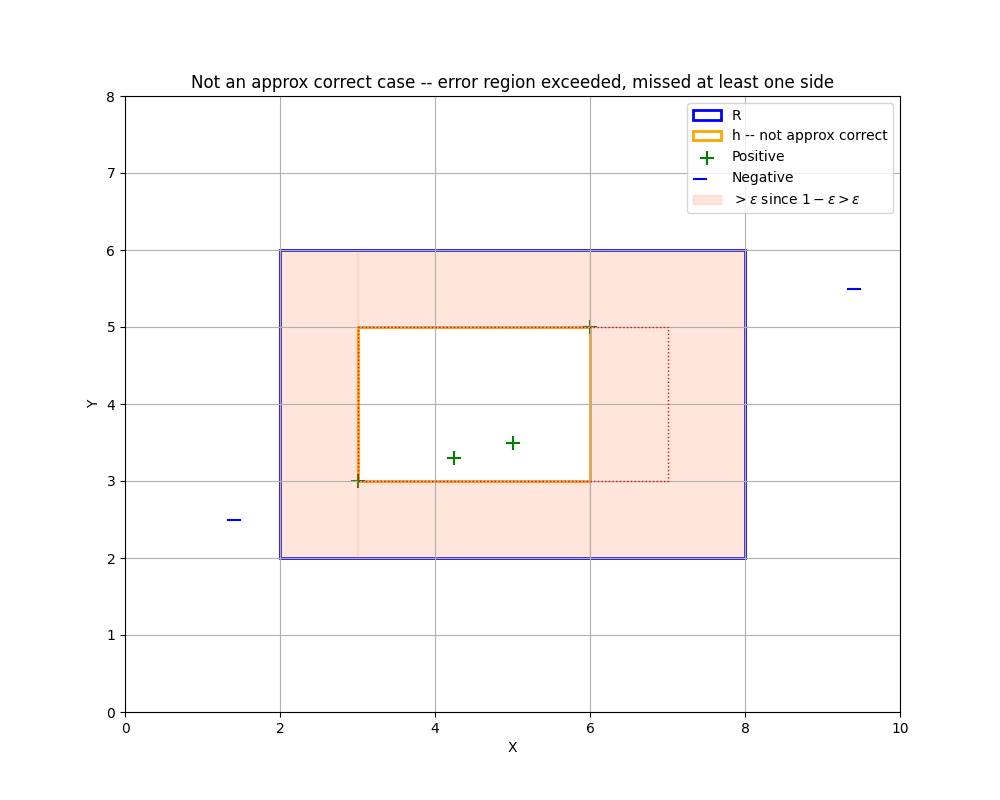 Not an approx correct case -- error region exceeded, missed at least one side
R
h -- not approx correct
Positive
Negative
> ε since 1 − ε > ε
8
7
6
5
4
3
2
1
0
Y
0 2 4 6 8 10
X